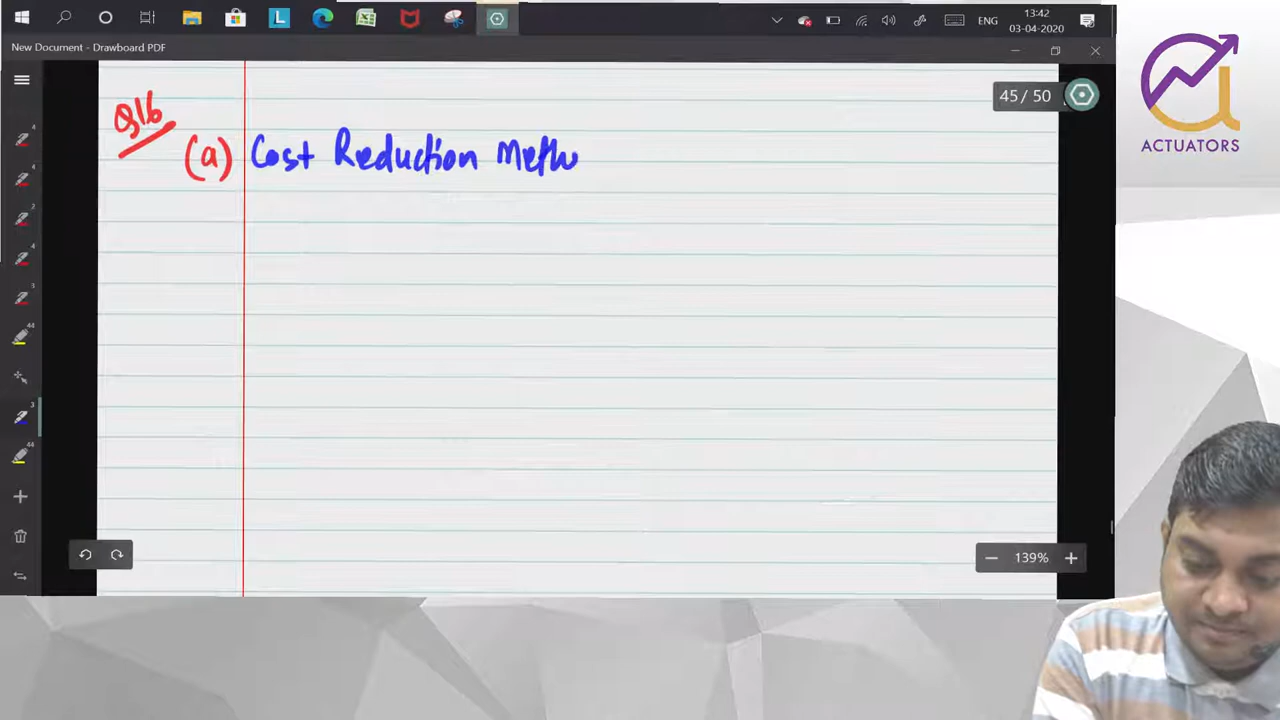 ENG
13:42
03-04-2020
New Document - Drawboard PDF
45 / 50
Q16
(a) Cost Reduction Metho
ACTUATORS
139%